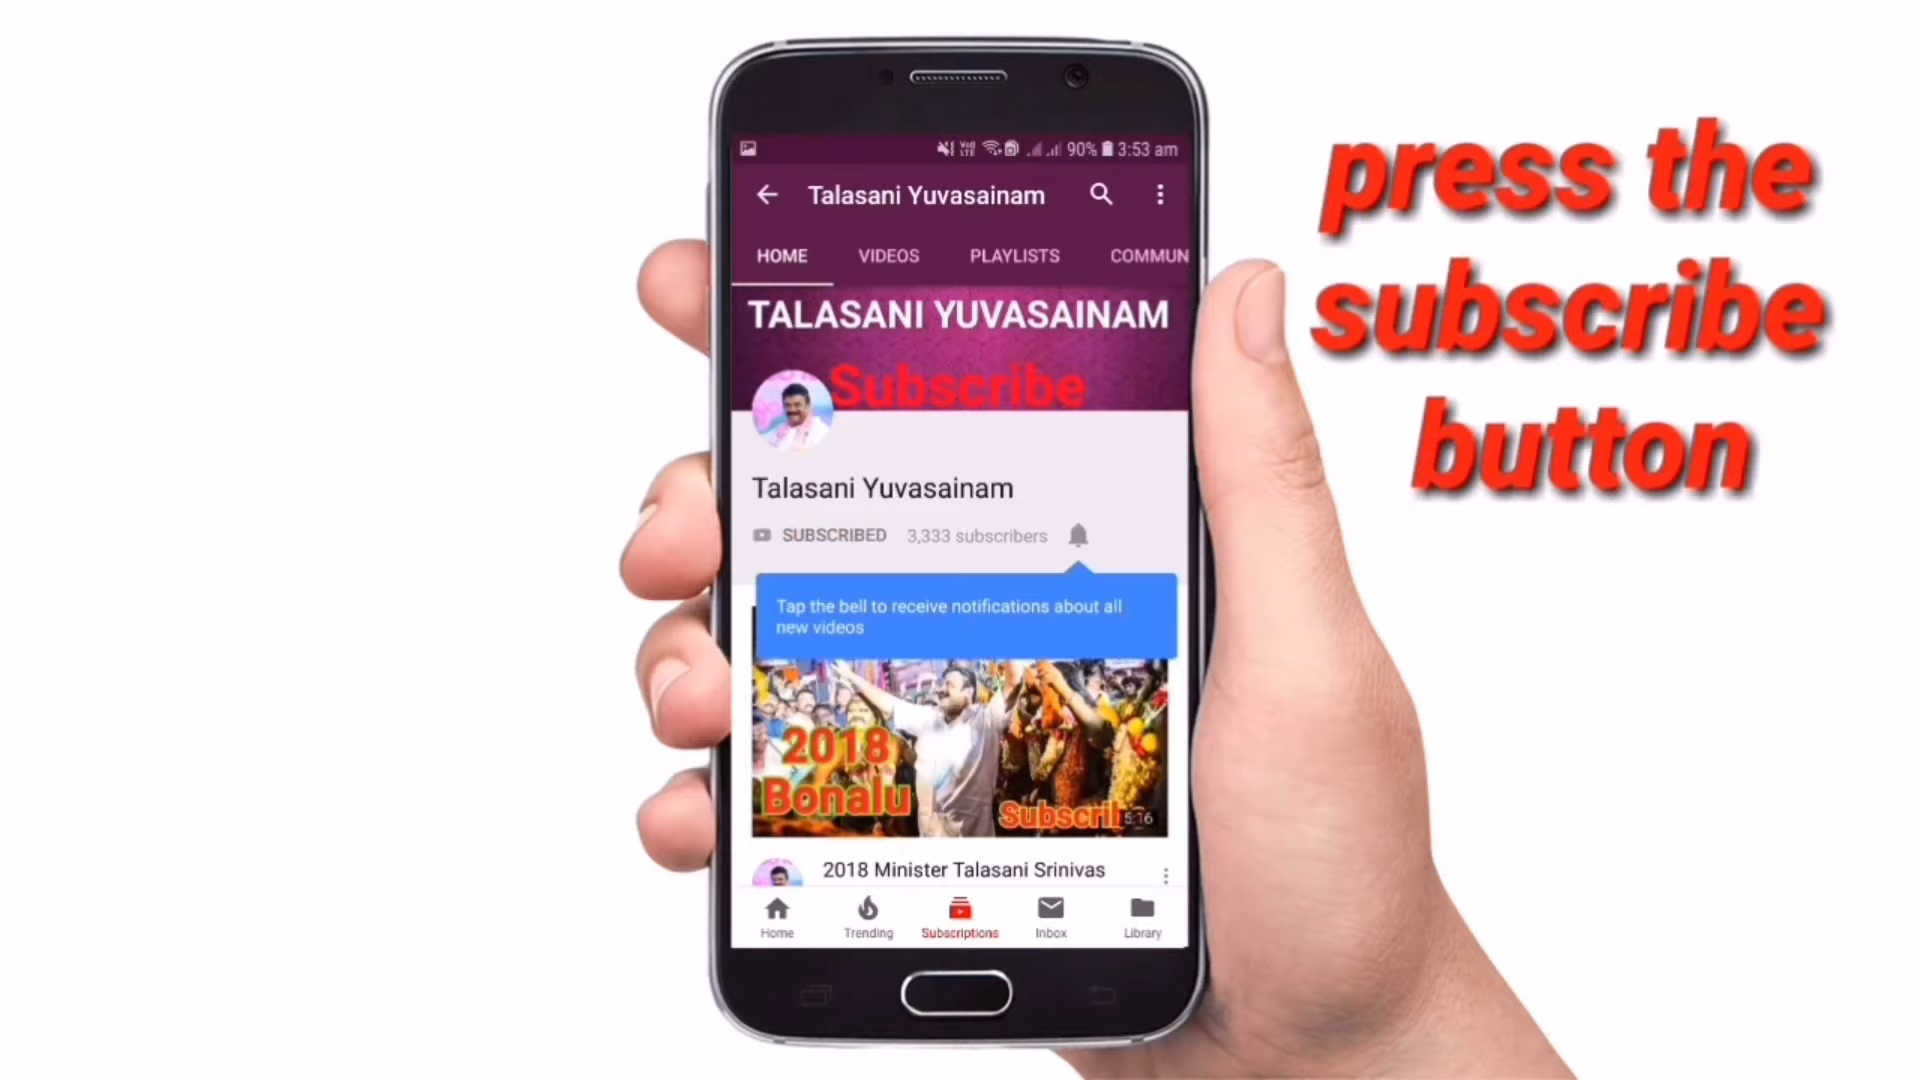 90% 3:53 am
Talasani Yuvasainam
HOME VIDEOS PLAYLISTS COMMUN
TALASANI YUVASAINAM
Subscribe
Talasani Yuvasainam
SUBSCRIBED 3,333 subscribers
Tap the bell to receive notifications about all
new videos
2018
Bonalu
Subscrib
5:16
2018 Minister Talasani Srinivas
Home Trending Subscriptions Inbox Library
press the
subscribe
button